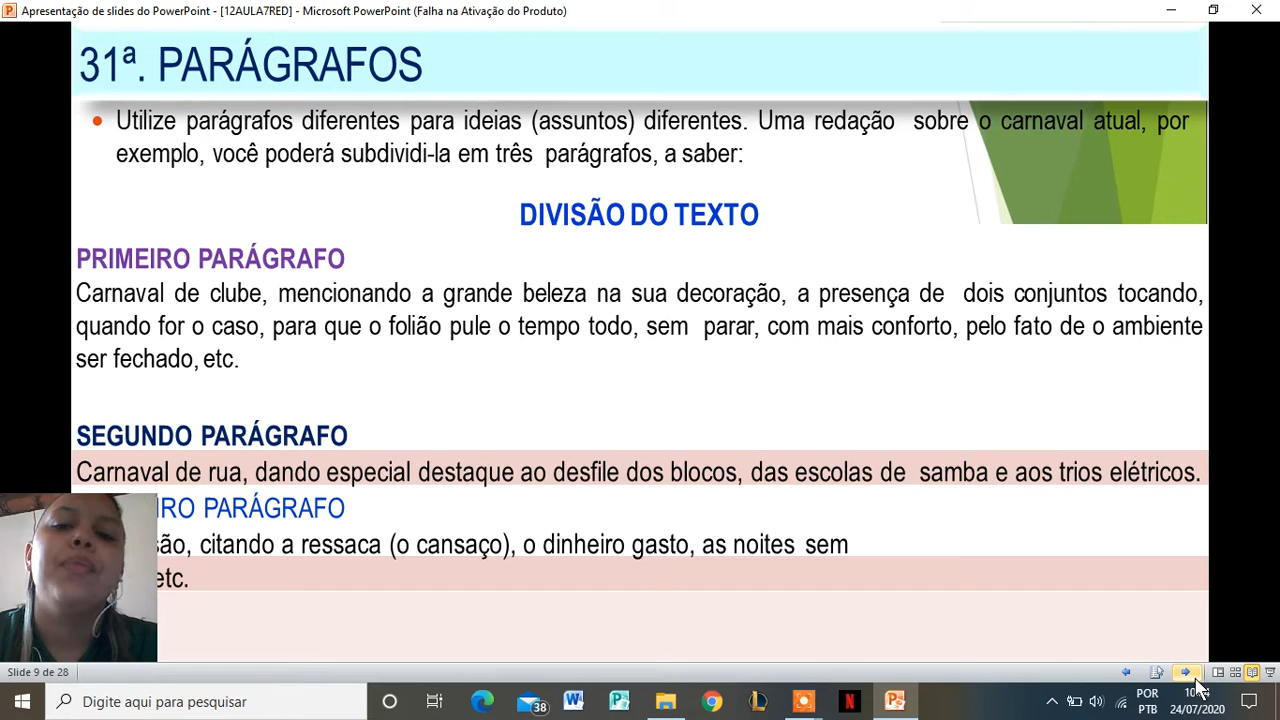 Apresentação de slides do PowerPoint - [12AULA7RED] - Microsoft PowerPoint (Falha na Ativação do Produto)
31ª. PARÁGRAFOS
• Utilize parágrafos diferentes para ideias (assuntos) diferentes. Uma redação sobre o carnaval atual, por
exemplo, você poderá subdividi-la em três parágrafos, a saber:
DIVISÃO DO TEXTO
PRIMEIRO PARÁGRAFO
Carnaval de clube, mencionando a grande beleza na sua decoração, a presença de dois conjuntos tocando,
quando for o caso, para que o folião pule o tempo todo, sem parar, com mais conforto, pelo fato de o ambiente
ser fechado, etc.
SEGUNDO PARÁGRAFO
Carnaval de rua, dando especial destaque ao desfile dos blocos, das escolas de samba e aos trios elétricos.
IRO PARÁGRAFO
são, citando a ressaca (o cansaço), o dinheiro gasto, as noites sem
etc.
Slide 9 de 28
Digite aqui para pesquisar
38
POR
PTB
24/07/2020